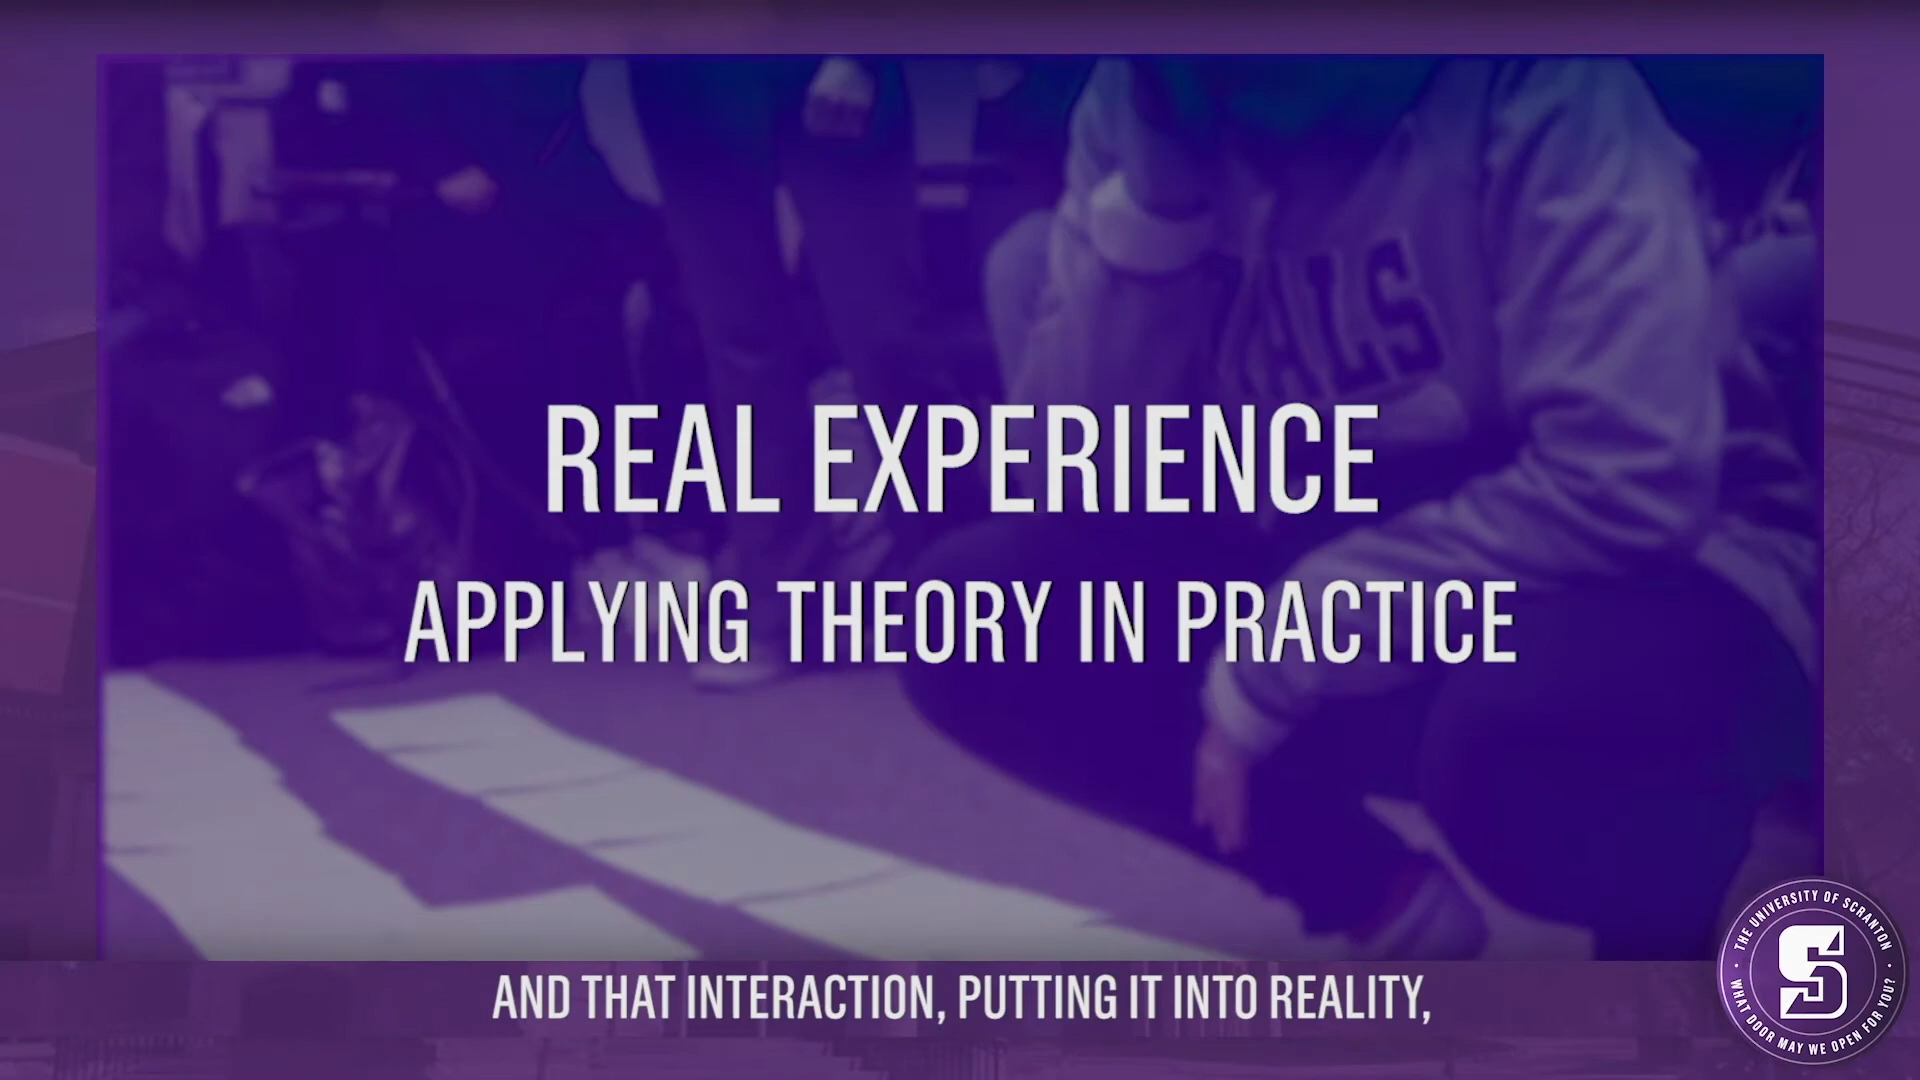 ALS
REAL EXPERIENCE
APPLYING THEORY IN PRACTICE
AND THAT INTERACTION, PUTTING IT INTO REALITY,
THE UNIVERSITY OF SCRANTON
S
WHAT DOOR MAY WE OPEN FOR YOU?